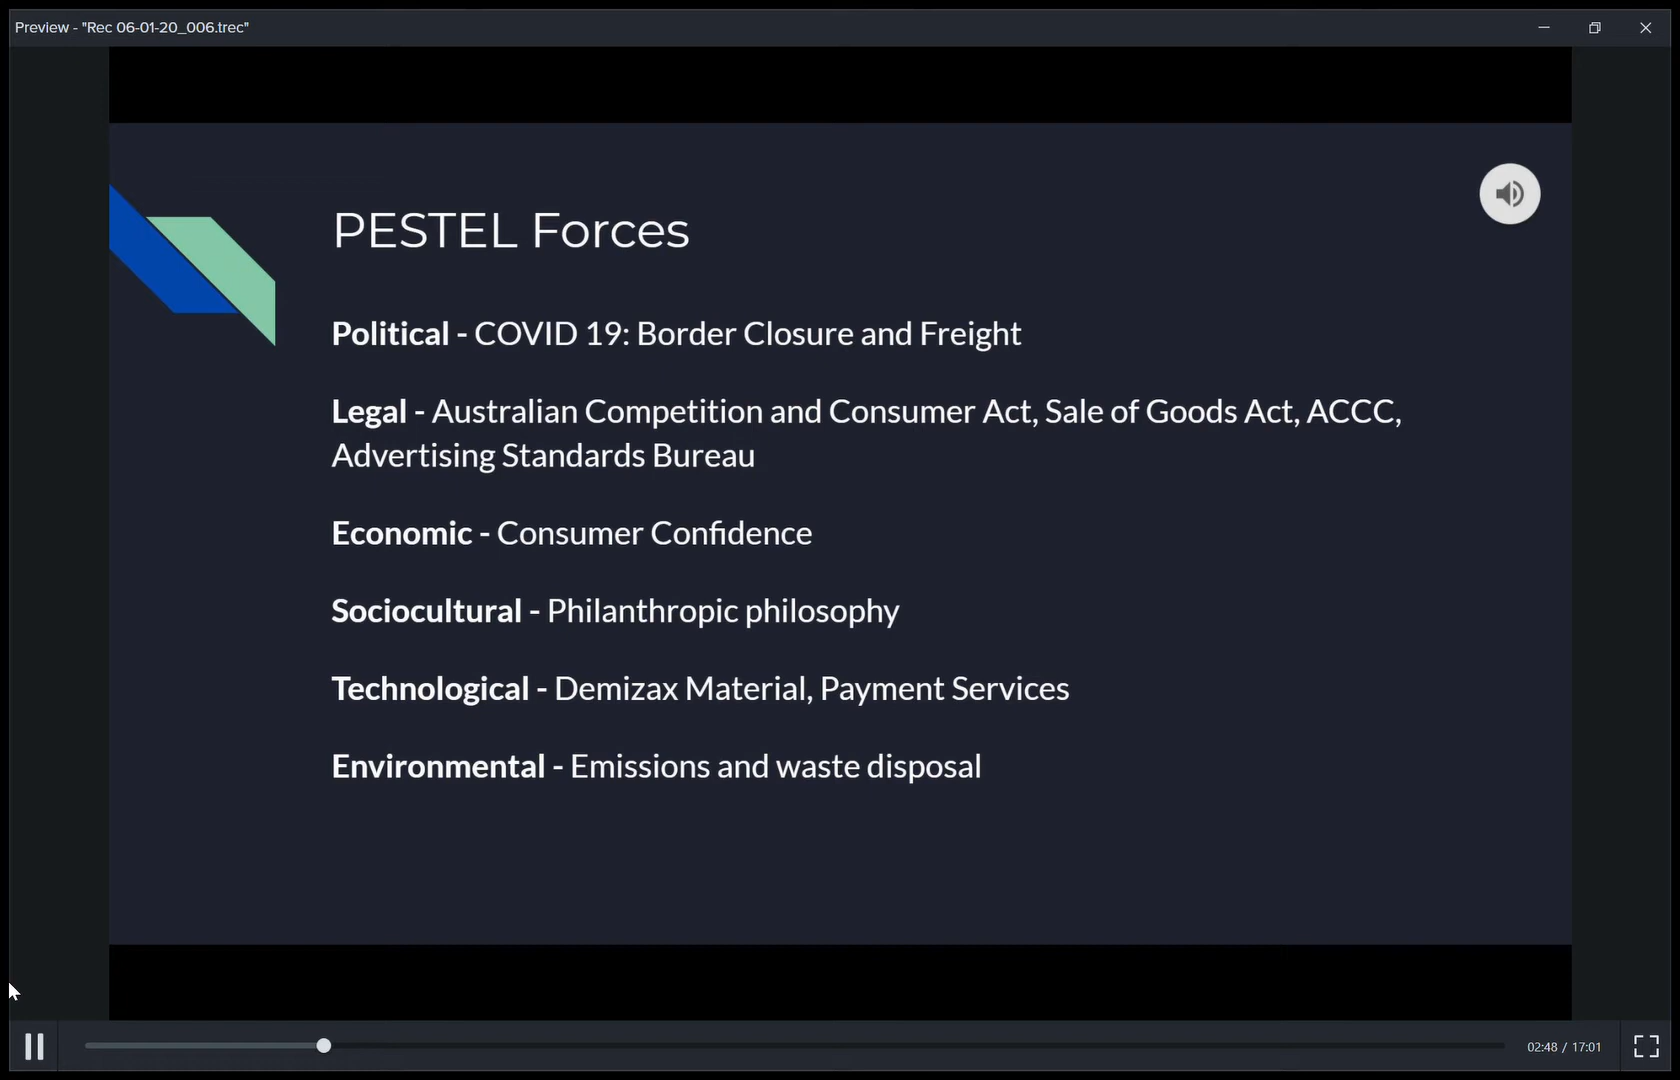 Preview - "Rec 06-01-20_006.trec"
PESTEL Forces
Political - COVID 19: Border Closure and Freight
Legal - Australian Competition and Consumer Act, Sale of Goods Act, ACCC,
Advertising Standards Bureau
Economic - Consumer Confidence
Sociocultural - Philanthropic philosophy
Technological - Demizax Material, Payment Services
Environmental - Emissions and waste disposal
02:48 / 17:01